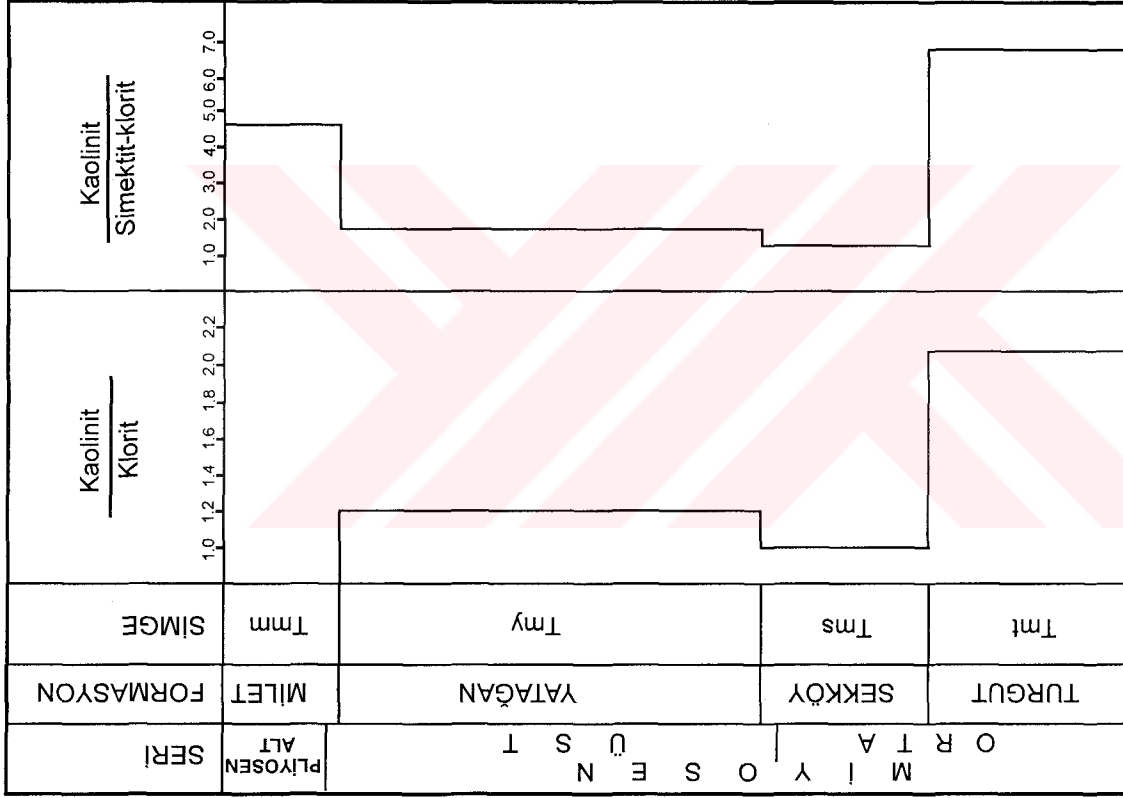 Kaolinit
Simektit-klorit
1.0 2.0 3.0 4.0 5.0 6.0 7.0
Kaolinit
Klorit
1.0 1.2 1.4 1.6 1.8 2.0 2.2
SİMGE Tmm Tmy Tms Tmt
FORMASYON MİLET YATAĞAN SEKKÖY TURGUT
SERİ
ALT
PLİYOSEN
ÜST
ORTA
MİYOSEN